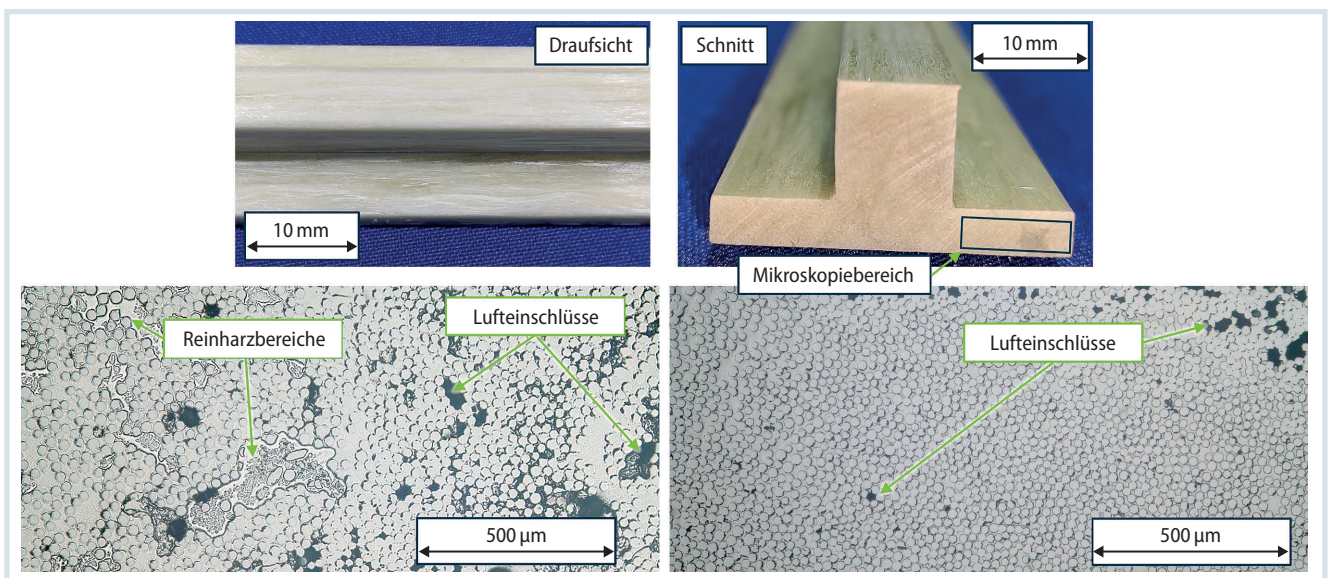 Draufsicht
10 mm
Schnitt
10 mm
Mikroskopiebereich
Reinharzbereiche
Lufteinschlüsse
500 µm
Lufteinschlüsse
500 µm